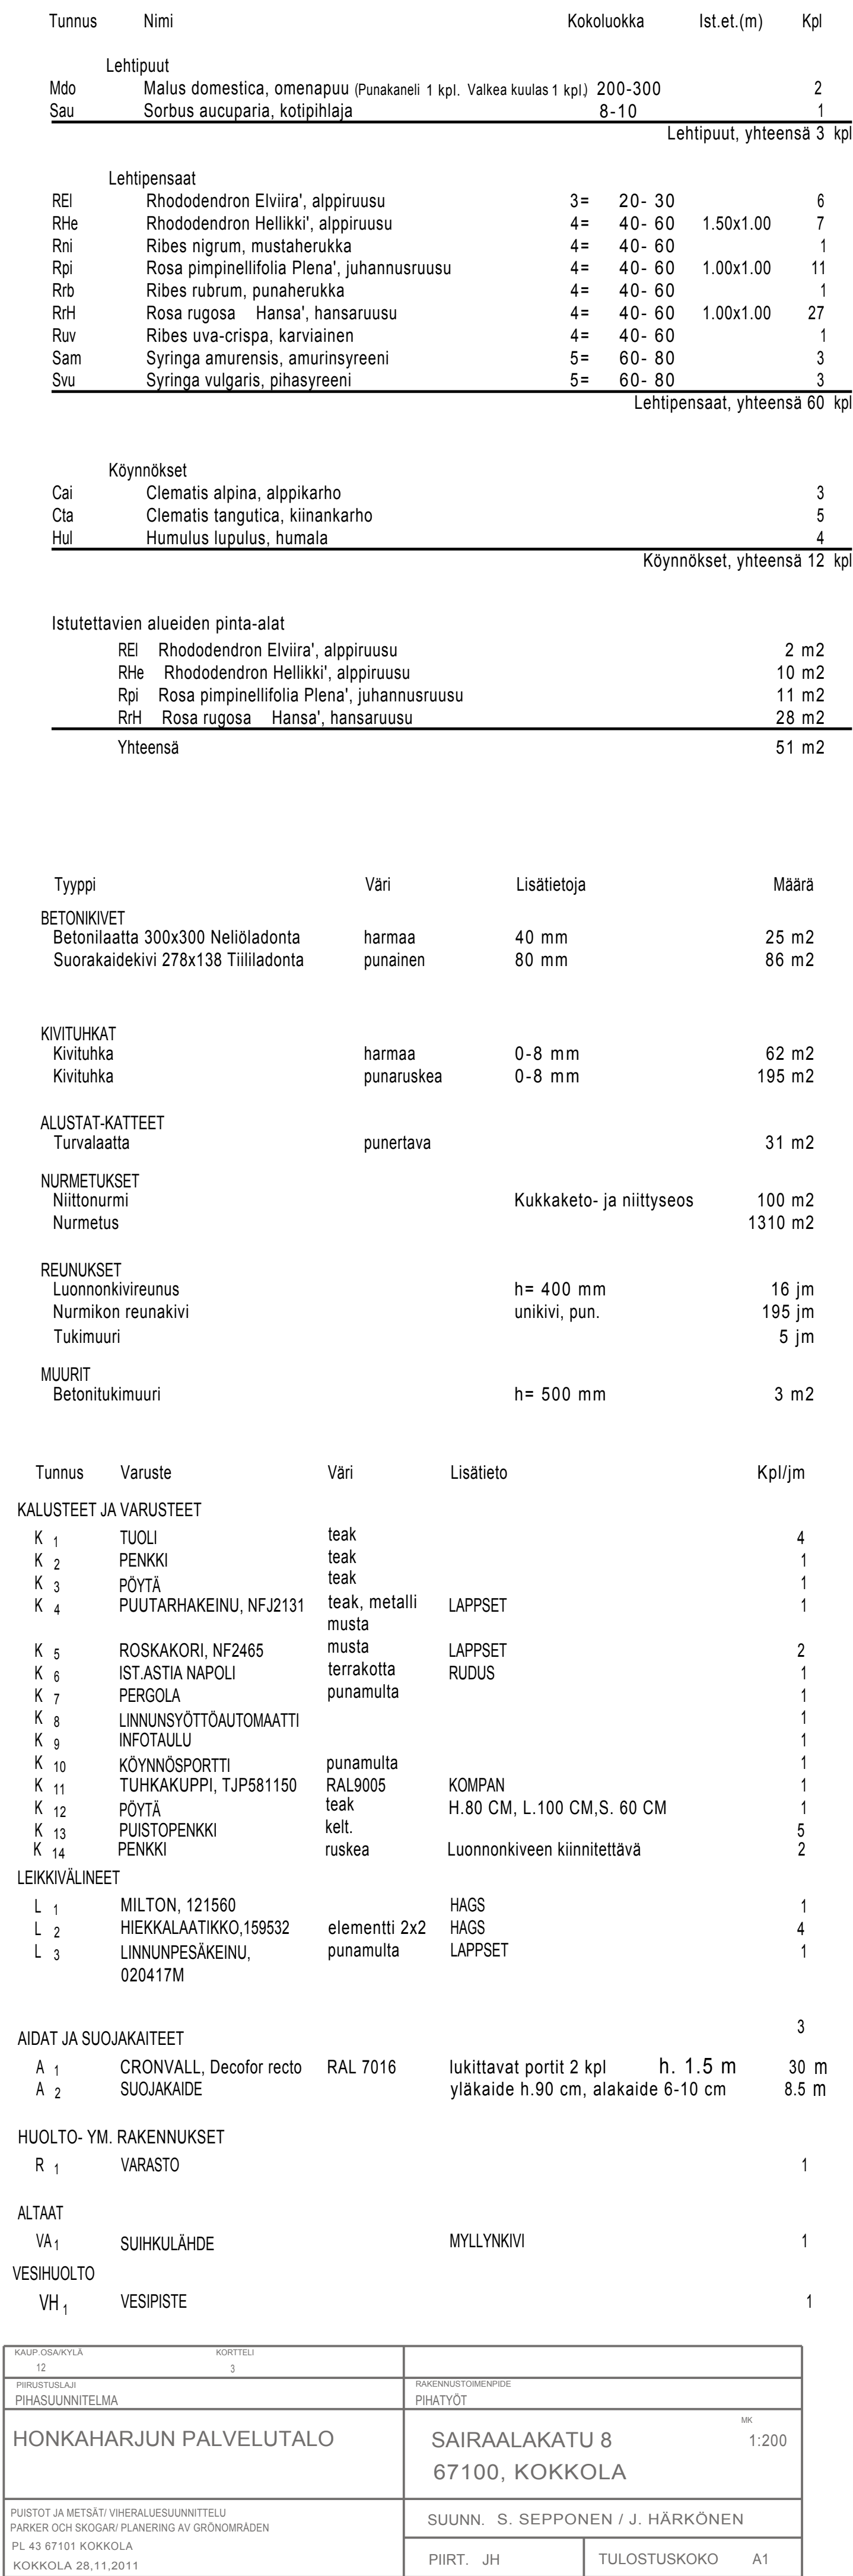 Tunnus Nimi Kokoluokka Ist.et.(m) Kpl
Lehtipuut
Mdo Malus domestica, omenapuu (Punakaneli 1 kpl. Valkea kuulas 1 kpl.) 200-300 2
Sau Sorbus aucuparia, kotipihlaja 8-10 1
Lehtipuut, yhteensä 3 kpl
Lehtipensaat
REl Rhododendron Elviira', alppiruusu 3= 20- 30 6
RHe Rhododendron Hellikki', alppiruusu 4= 40- 60 1.50x1.00 7
Rni Ribes nigrum, mustaherukka 4= 40- 60 1
Rpi Rosa pimpinellifolia Plena', juhannusruusu 4= 40- 60 1.00x1.00 11
Rrb Ribes rubrum, punaherukka 4= 40- 60 1
RrH Rosa rugosa Hansa', hansaruusu 4= 40- 60 1.00x1.00 27
Ruv Ribes uva-crispa, karviainen 4= 40- 60 1
Sam Syringa amurensis, amurinsyreeni 5= 60- 80 3
Svu Syringa vulgaris, pihasyreeni 5= 60- 80 3
Lehtipensaat, yhteensä 60 kpl
Köynnökset
Cai Clematis alpina, alppikarho 3
Cta Clematis tangutica, kiinankarho 5
Hul Humulus lupulus, humala 4
Köynnökset, yhteensä 12 kpl
Istutettavien alueiden pinta-alat
REl Rhododendron Elviira', alppiruusu 2 m2
RHe Rhododendron Hellikki', alppiruusu 10 m2
Rpi Rosa pimpinellifolia Plena', juhannusruusu 11 m2
RrH Rosa rugosa Hansa', hansaruusu 28 m2
Yhteensä 51 m2
Tyyppi Väri Lisätietoja Määrä
BETONIKIVET
Betonilaatta 300x300 Neliöladonta harmaa 40 mm 25 m2
Suorakaidekivi 278x138 Tiililadonta punainen 80 mm 86 m2
KIVITUHKAT
Kivituhka harmaa 0-8 mm 62 m2
Kivituhka punaruskea 0-8 mm 195 m2
ALUSTAT-KATTEET
Turvalaatta punertava 31 m2
NURMETUKSET
Niittonurmi Kukkaketo- ja niittyseos 100 m2
Nurmetus 1310 m2
REUNUKSET
Luonnonkivireunus h= 400 mm 16 jm
Nurmikon reunakivi unikivi, pun. 195 jm
Tukimuuri 5 jm
MUURIT
Betonitukimuuri h= 500 mm 3 m2
Tunnus Varuste Väri Lisätieto Kpl/jm
KALUSTEET JA VARUSTEET
K 1 TUOLI teak 4
K 2 PENKKI teak 1
K 3 PÖYTÄ teak 1
K 4 PUUTARHAKEINU, NFJ2131 teak, metalli LAPPSET 1
musta
K 5 ROSKAKORI, NF2465 musta LAPPSET 2
K 6 IST.ASTIA NAPOLI terrakotta RUDUS 1
K 7 PERGOLA punamulta 1
K 8 LINNUNSYÖTTÖAUTOMAATTI 1
K 9 INFOTAULU 1
K 10 KÖYNNÖSPORTTI punamulta 1
K 11 TUHKAKUPPI, TJP581150 RAL9005 KOMPAN 1
K 12 PÖYTÄ teak H.80 CM, L.100 CM,S. 60 CM 1
K 13 PUISTOPENKKI kelt. 5
K 14 PENKKI ruskea Luonnonkiveen kiinnitettävä 2
LEIKKIVÄLINEET
L 1 MILTON, 121560 HAGS 1
L 2 HIEKKALAATIKKO,159532 elementti 2x2 HAGS 4
L 3 LINNUNPESÄKEINU, punamulta LAPPSET 1
020417M
3
AIDAT JA SUOJAKAITEET
A 1 CRONVALL, Decofor recto RAL 7016 lukittavat portit 2 kpl h. 1.5 m 30 m
A 2 SUOJAKAIDE yläkaide h.90 cm, alakaide 6-10 cm 8.5 m
HUOLTO- YM. RAKENNUKSET
R 1 VARASTO 1
ALTAAT
VA 1 SUIHKULÄHDE MYLLYNKIVI 1
VESIHUOLTO
VH 1 VESIPISTE 1
KAUP.OSA/KYLÄ KORTTELI
12 3
PIIRUSTUSLAJI RAKENNUSTOIMENPIDE
PIHASUUNNITELMA PIHATYÖT
MK
HONKAHARJUN PALVELUTALO SAIRAALAKATU 8 1:200
67100, KOKKOLA
PUISTOT JA METSÄT/ VIHERALUESUUNNITTELU
PARKER OCH SKOGAR/ PLANERING AV GRÖNOMRÅDEN
SUUNN. S. SEPPONEN / J. HÄRKÖNEN
PL 43 67101 KOKKOLA
KOKKOLA 28,11,2011
PIIRT. JH TULOSTUSKOKO A1